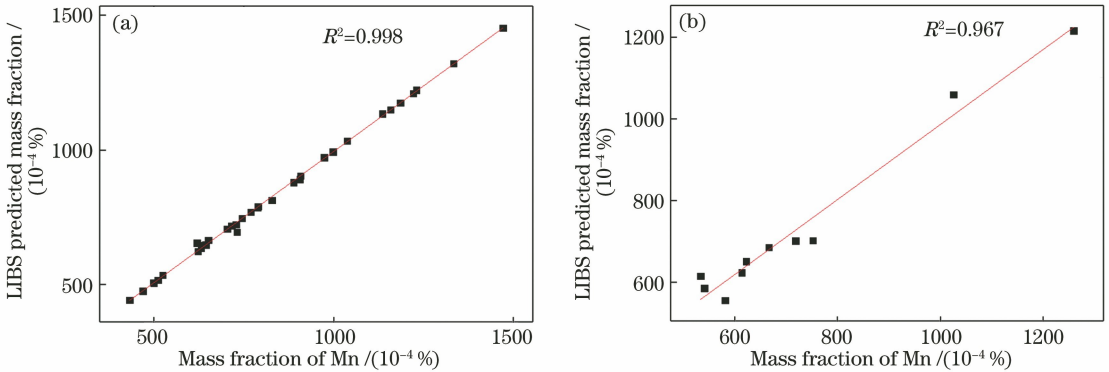 (a)
R²=0.998
LIBS predicted mass fraction /
(10⁻⁴ %)
1500
1000
500
500 1000 1500
Mass fraction of Mn /(10⁻⁴ %)
(b)
R²=0.967
LIBS predicted mass fraction /
(10⁻⁴ %)
1200
1000
800
600
600 800 1000 1200
Mass fraction of Mn /(10⁻⁴ %)